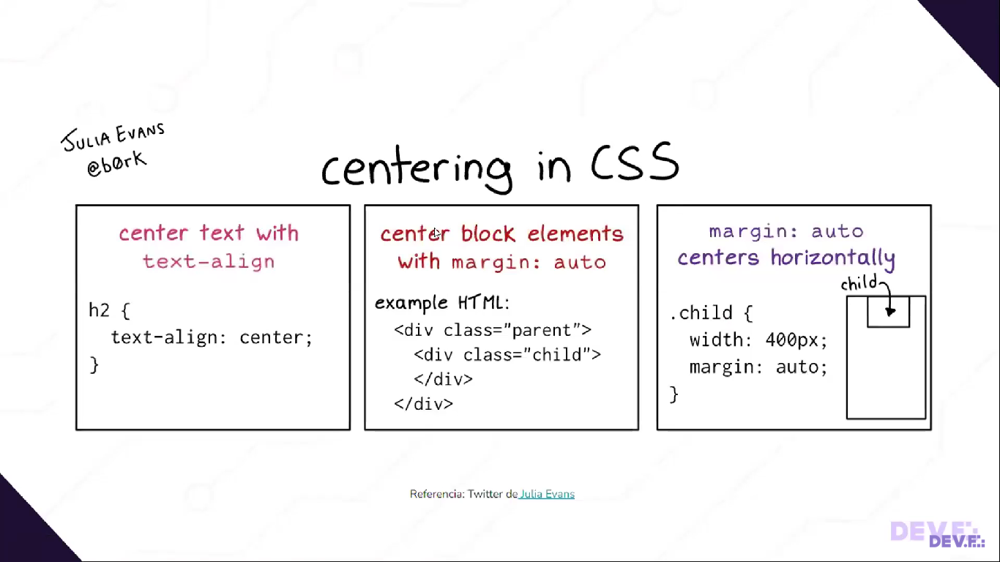 JULIA EVANS
@b0rk
centering in CSS
center text with
text-align
h2 {
text-align: center;
}
center block elements
with margin: auto
example HTML:
<div class="parent">
<div class="child">
</div>
</div>
margin: auto
centers horizontally
child
.child {
width: 400px;
margin: auto;
}
Referencia: Twitter de Julia Evans
DEV.F.:
DEV.F.: